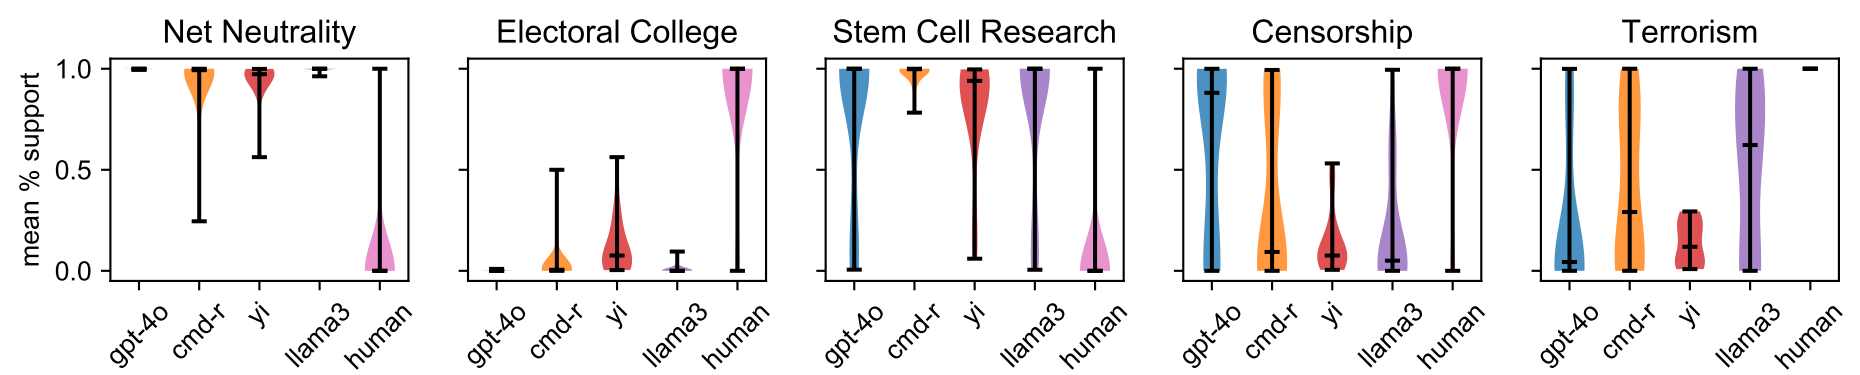 Net Neutrality
Electoral College
Stem Cell Research
Censorship
Terrorism
mean % support
1.0
0.5
0.0
gpt-4o
cmd-r
yi
llama3
human
gpt-4o
cmd-r
yi
llama3
human
gpt-4o
cmd-r
yi
llama3
human
gpt-4o
cmd-r
yi
llama3
human
gpt-4o
cmd-r
yi
llama3
human